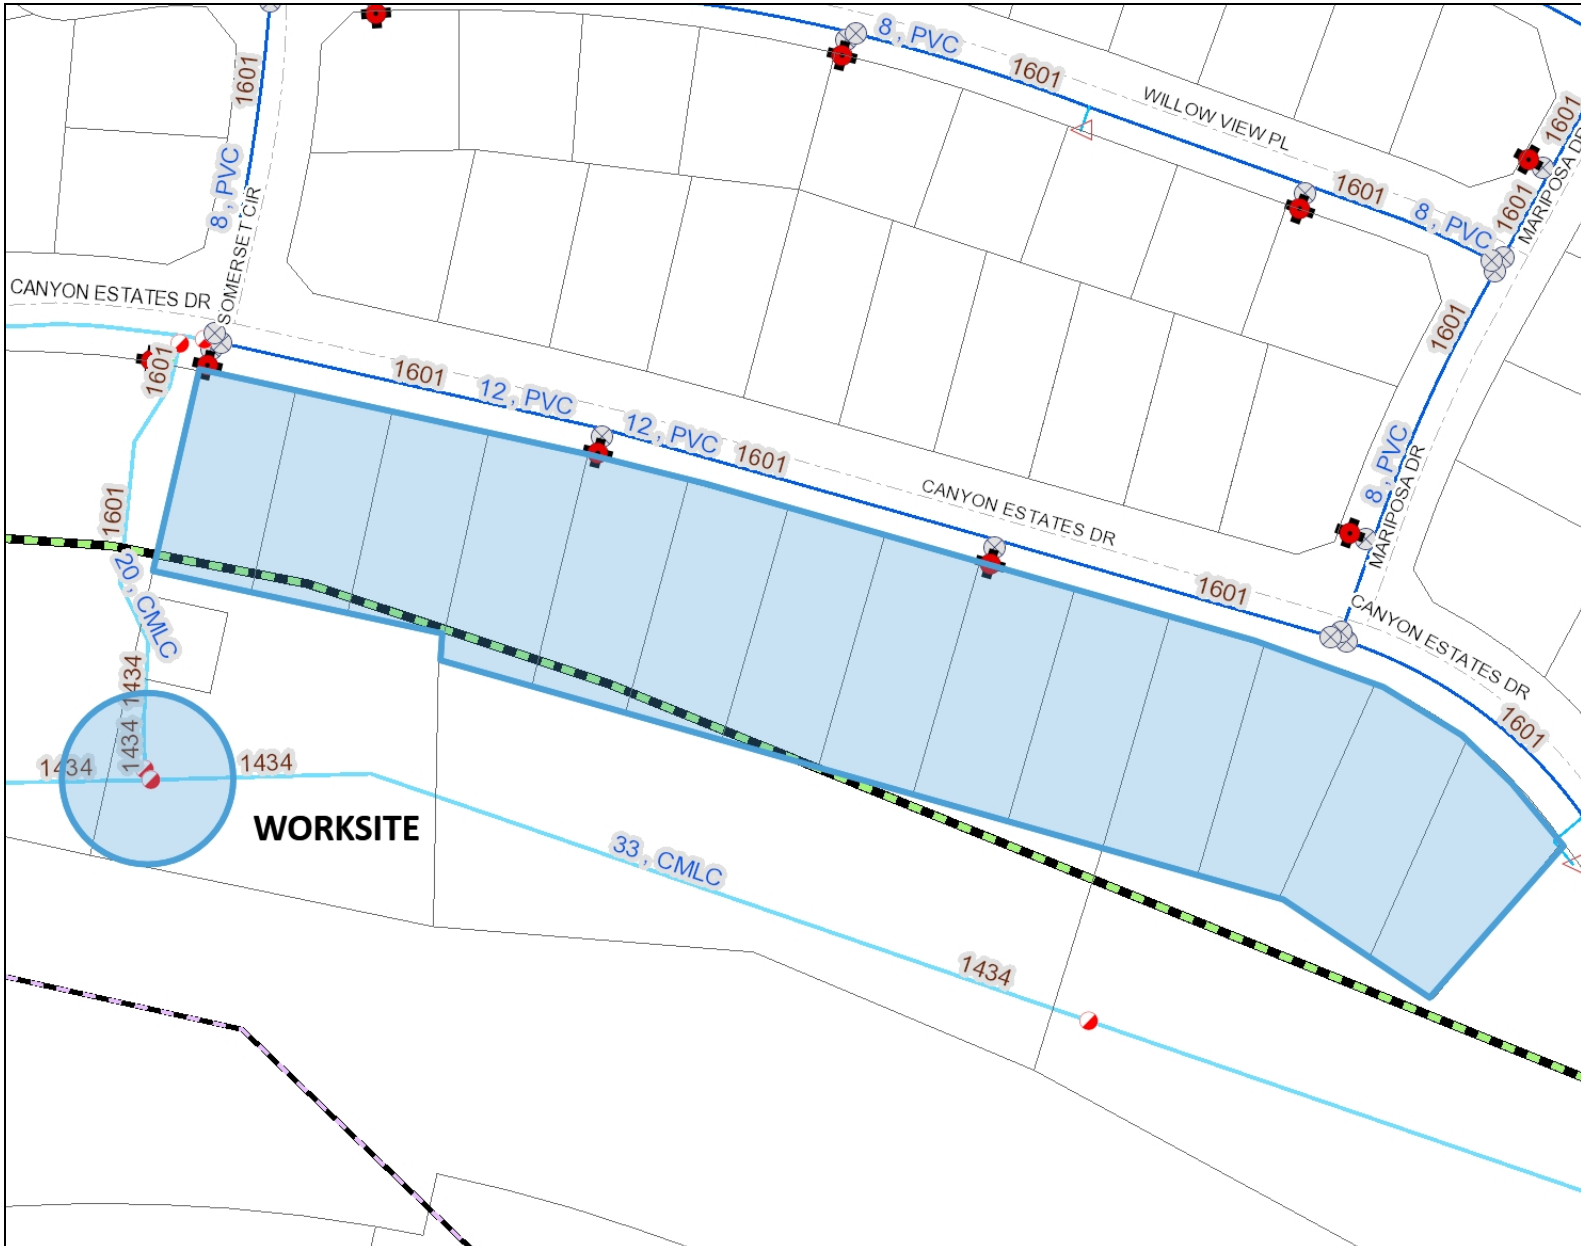 8 , PVC
1601
1601
WILLOW VIEW PL
1601
MARIPOSA DR
1601
1601
8 , PVC
8 , PVC
SOMERSET CIR
CANYON ESTATES DR
1601
1601
1601
12 , PVC
12 , PVC
1601
8 , PVC
MARIPOSA DR
CANYON ESTATES DR
1601
1601
CANYON ESTATES DR
1601
20 , CMLC
1434
1434
1434
1434
WORKSITE
33 , CMLC
1434